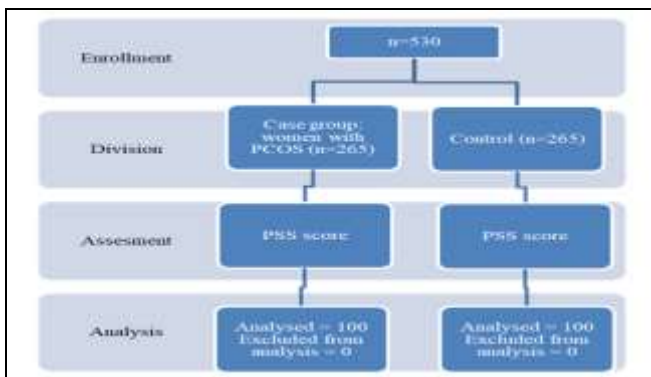 n=530
Enrollment
Case group:
women with
PCOS (n=265)
Control (n=265)
Division
PSS score
PSS score
Assesment
Analysed = 100
Excluded from
analysis = 0
Analysed = 100
Excluded from
analysis = 0
Analysis